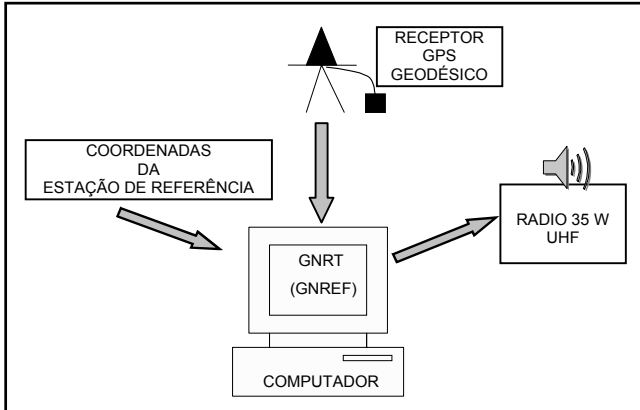 RECEPTOR
GPS
GEODÉSICO
COORDENADAS
DA
ESTAÇÃO DE REFERÊNCIA
RADIO 35 W
UHF
GNRT
(GNREF)
COMPUTADOR